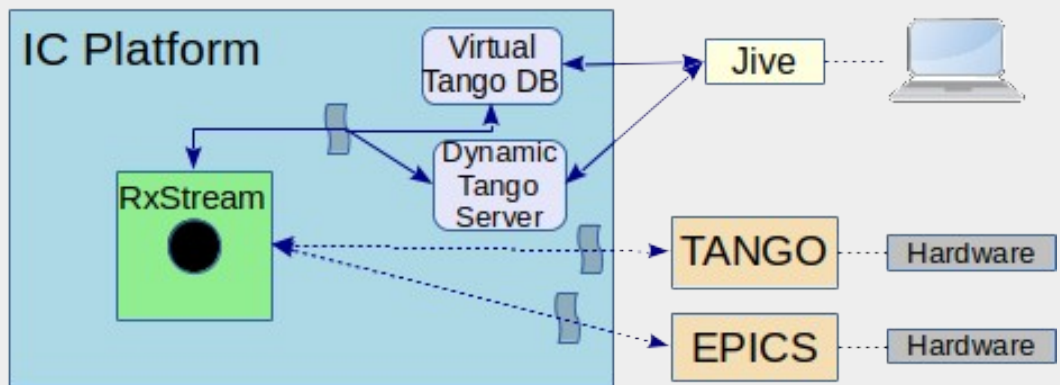 IC Platform
Virtual
Tango DB
Jive
Dynamic
Tango
Server
RxStream
TANGO
Hardware
EPICS
Hardware